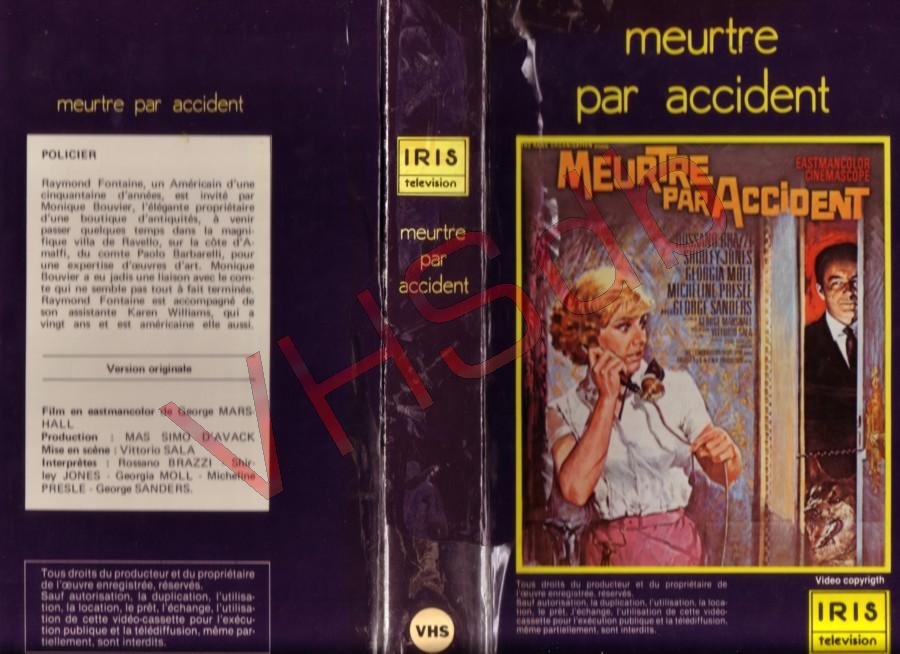 meurtre par accident
POLICIER
Raymond Fontaine, un Américain d'une
cinquantaine d'années, est invité par
Monique Bouvier, l'élégante propriétaire
d'une boutique d'antiquités, à venir
passer quelques temps dans la magni-
fique villa de Ravello, sur la côte d'A-
malfi, du comte Paolo Barbarelli, pour
une expertise d'œuvres d'art. Monique
Bouvier a eu jadis une liaison avec le com-
te qui ne semble pas tout à fait terminée.
Raymond Fontaine est accompagné de
son assistante Karen Williams, qui a
vingt ans et est américaine elle aussi.
Version originale
Film en eastmancolor de George MARS-
HALL
Production : MAS SIMO D'AVACK
Mise en scène : Vittorio SALA
Interprètes : Rossano BRAZZI - Shir-
ley JONES - Georgia MOLL - Micheline
PRESLE - George SANDERS.
Tous droits du producteur et du propriétaire
de l'œuvre enregistrée, réservés.
Sauf autorisation, la duplication, l'utilisa-
tion, la location, le prêt, l'échange, l'utilisa-
tion de cette vidéo-cassette pour l'exécu-
tion publique et la télédiffusion, même par-
tiellement, sont interdits.
IRIS
television
meurtre
par
accident
VHS
meurtre
par accident
THE RANK ORGANISATION
MEURTRE
PAR ACCIDENT
EASTMANCOLOR
CINEMASCOPE
ROSSANO BRAZZI
SHIRLEY JONES
GEORGIA MOLL
MICHELINE PRESLE
GEORGE SANDERS
GEORGE MARSHALL
VITTORIO SALA
Tous droits du producteur et du propriétaire de
l'œuvre enregistrée, réservés.
Sauf autorisation, la duplication, l'utilisation, la loca-
tion, le prêt, l'échange, l'utilisation de cette vidéo-
cassette pour l'exécution publique et la télédiffusion,
même partiellement, sont interdits.
Video copyrigth
IRIS
television